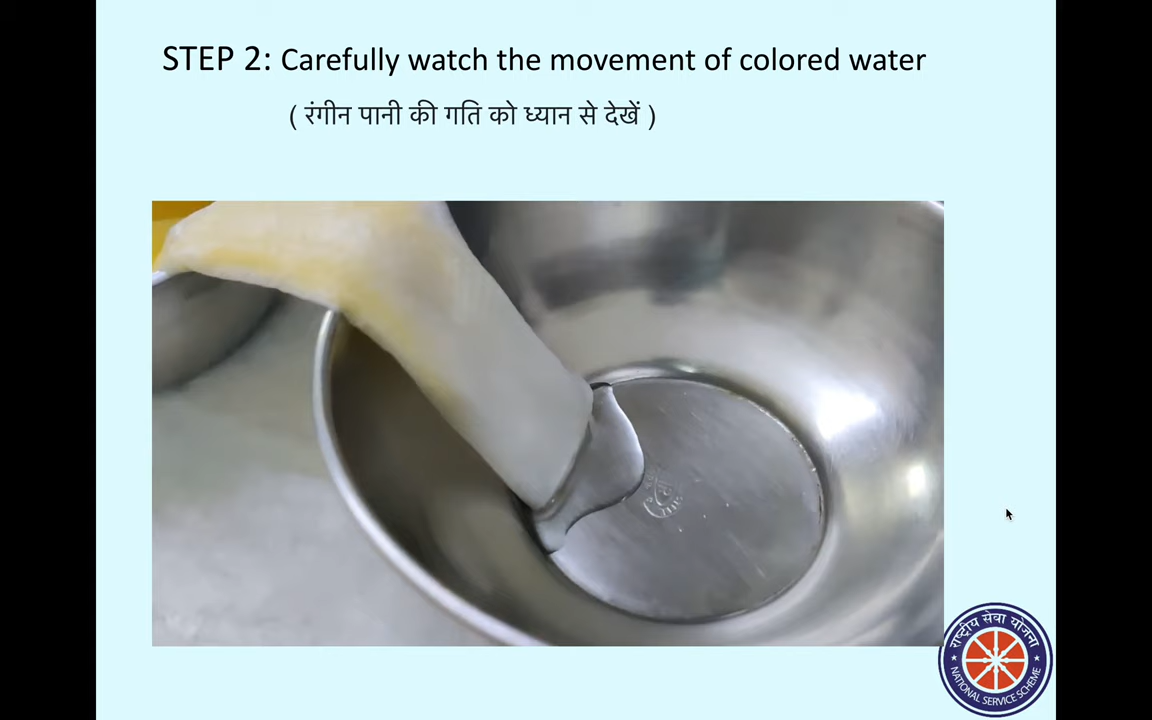 STEP 2: Carefully watch the movement of colored water
( रंगीन पानी की गति को ध्यान से देखें )
राष्ट्रीय सेवा योजना
NATIONAL SERVICE SCHEME